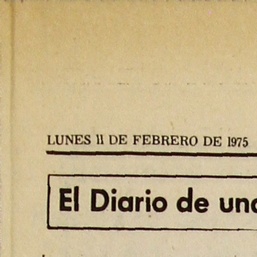 LUNES 11 DE FEBRERO DE 1975
El Diario de una